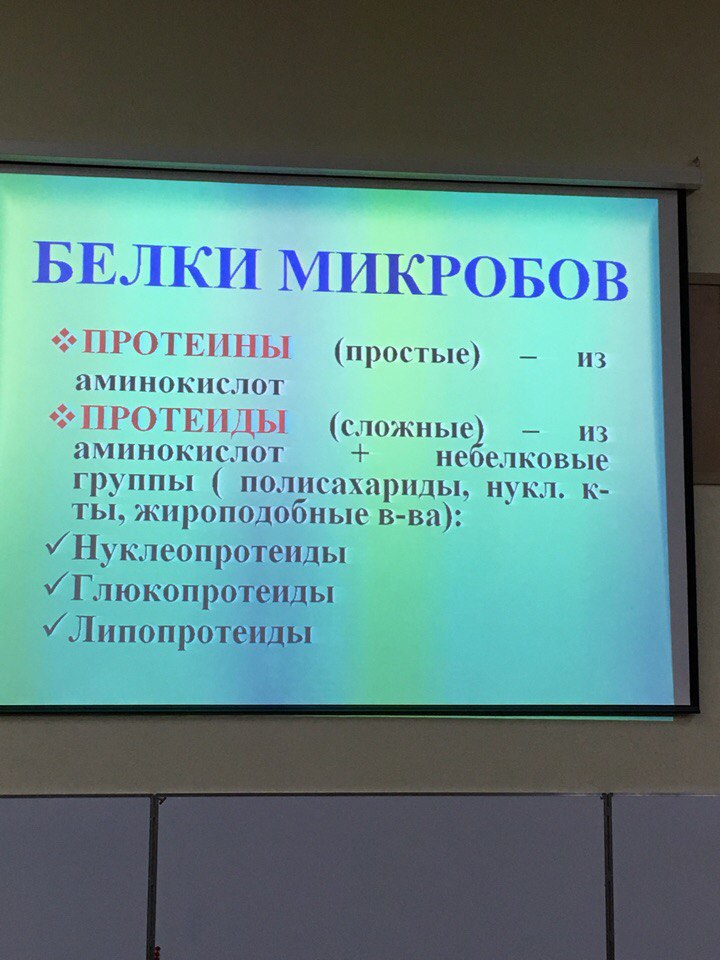 БЕЛКИ МИКРОБОВ
❖ПРОТЕИНЫ (простые) – из
аминокислот
❖ПРОТЕИДЫ (сложные) – из
аминокислот + небелковые
группы ( полисахариды, нукл. к-
ты, жироподобные в-ва):
✓Нуклеопротеиды
✓Глюкопротеиды
✓Липопротеиды